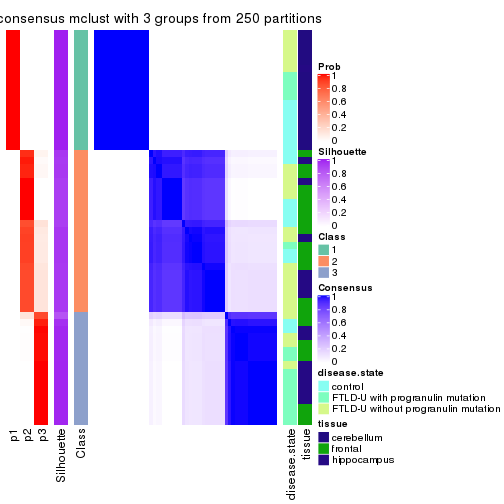 consensus mclust with 3 groups from 250 partitions
p1
p2
p3
Silhouette
Class
disease.state
tissue
Prob
1
0.8
0.6
0.4
0.2
0
Silhouette
1
0.8
0.6
0.4
0.2
0
Class
1
2
3
Consensus
1
0.8
0.6
0.4
0.2
0
disease.state
control
FTLD-U with progranulin mutation
FTLD-U without progranulin mutation
tissue
cerebellum
frontal
hippocampus